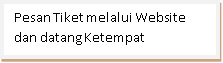 Pesan Tiket melalui Website
dan datang Ketempat